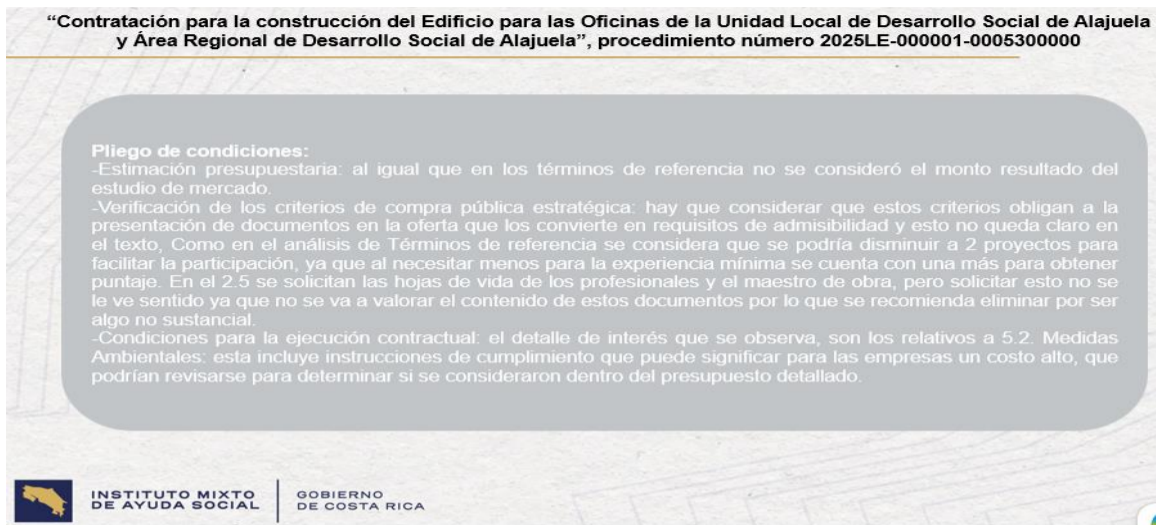 “Contratación para la construcción del Edificio para las Oficinas de la Unidad Local de Desarrollo Social de Alajuela
y Área Regional de Desarrollo Social de Alajuela”, procedimiento número 2025LE-000001-0005300000
Pliego de condiciones:
-Estimación presupuestaria: al igual que en los términos de referencia no se consideró el monto resultado del
estudio de mercado.
-Verificación de los criterios de compra pública estratégica: hay que considerar que estos criterios obligan a la
presentación de documentos en la oferta que los convierte en requisitos de admisibilidad y esto no queda claro en
el texto, Como en el análisis de Términos de referencia se considera que se podría disminuir a 2 proyectos para
facilitar la participación, ya que al necesitar menos para la experiencia mínima se cuenta con una más para obtener
puntaje. En el 2.5 se solicitan las hojas de vida de los profesionales y el maestro de obra, pero solicitar esto no se
le ve sentido ya que no se va a valorar el contenido de estos documentos por lo que se recomienda eliminar por ser
algo no sustancial.
-Condiciones para la ejecución contractual: el detalle de interés que se observa, son los relativos a 5.2. Medidas
Ambientales: esta incluye instrucciones de cumplimiento que puede significar para las empresas un costo alto, que
podrían revisarse para determinar si se consideraron dentro del presupuesto detallado.
INSTITUTO MIXTO
DE AYUDA SOCIAL
GOBIERNO
DE COSTA RICA